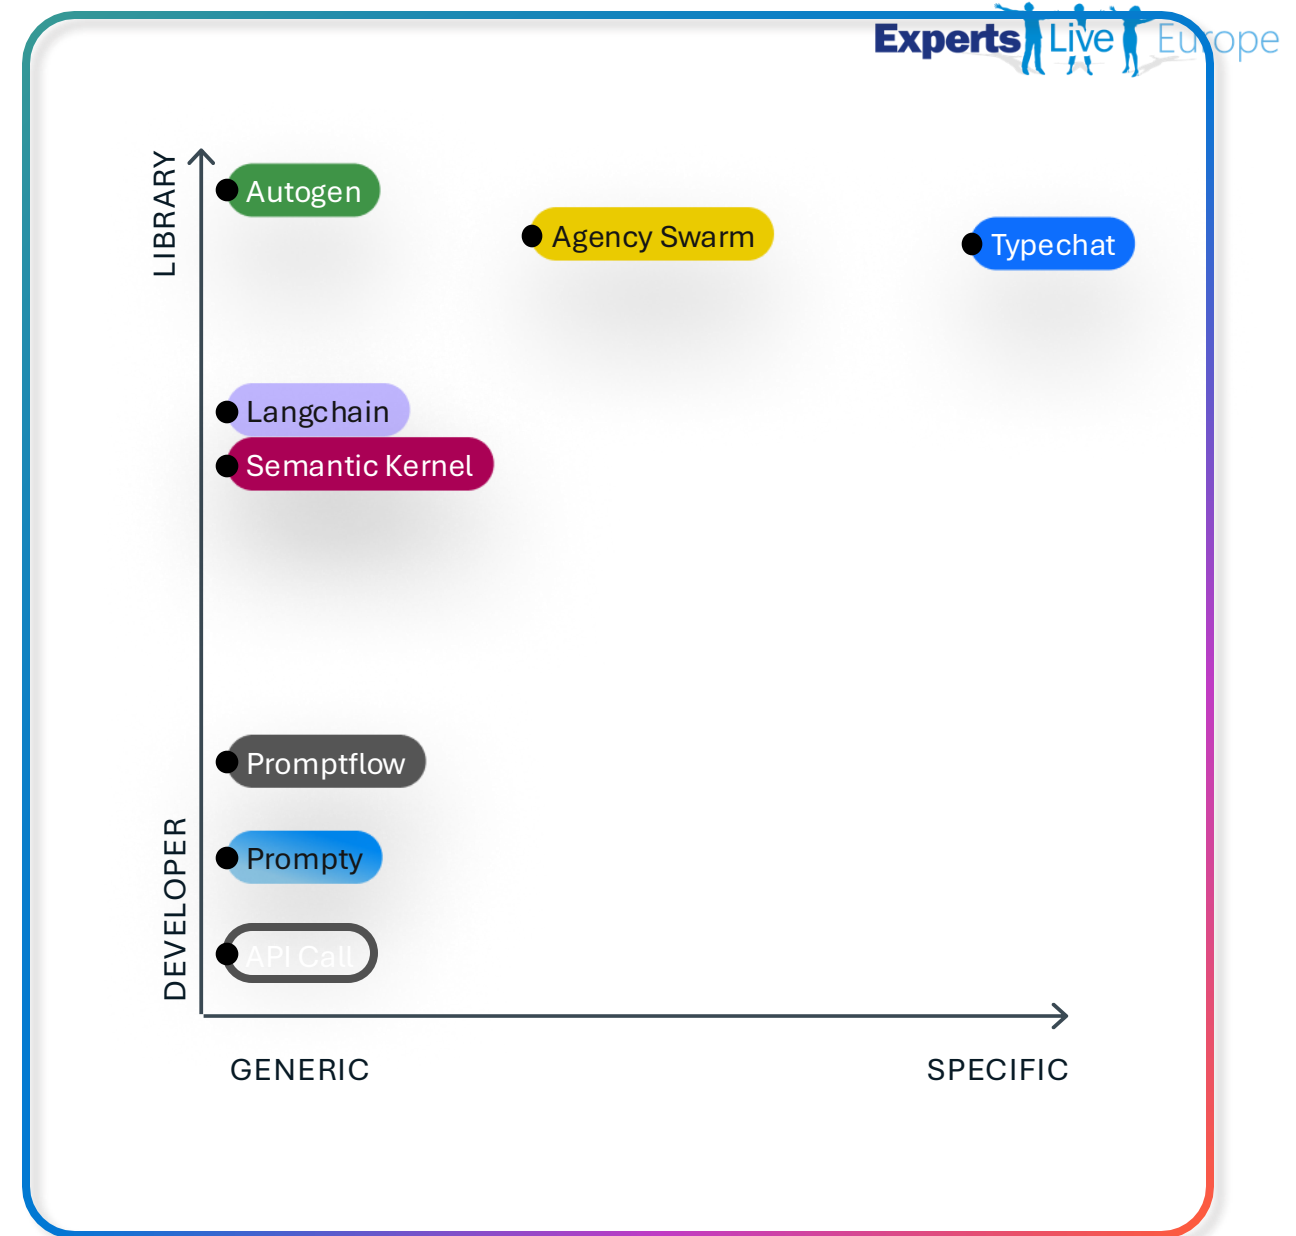 Experts Live Europe
LIBRARY
Autogen
Agency Swarm
Typechat
Langchain
Semantic Kernel
Promptflow
DEVELOPER
Prompty
API Call
GENERIC
SPECIFIC